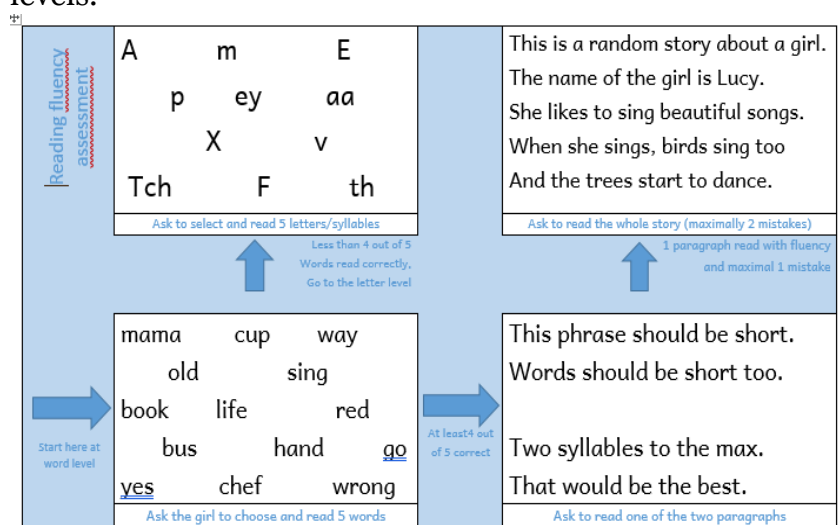 levels.
Reading fluency
assessment
A m E
p ey aa
X v
Tch F th
Ask to select and read 5 letters/syllables
Less than 4 out of 5
Words read correctly,
Go to the letter level
This is a random story about a girl.
The name of the girl is Lucy.
She likes to sing beautiful songs.
When she sings, birds sing too
And the trees start to dance.
Ask to read the whole story (maximally 2 mistakes)
1 paragraph read with fluency
and maximal 1 mistake
Start here at
word level
mama cup way
old sing
book life red
bus hand go
yes chef wrong
Ask the girl to choose and read 5 words
At least4 out
of 5 correct
This phrase should be short.
Words should be short too.
Two syllables to the max.
That would be the best.
Ask to read one of the two paragraphs